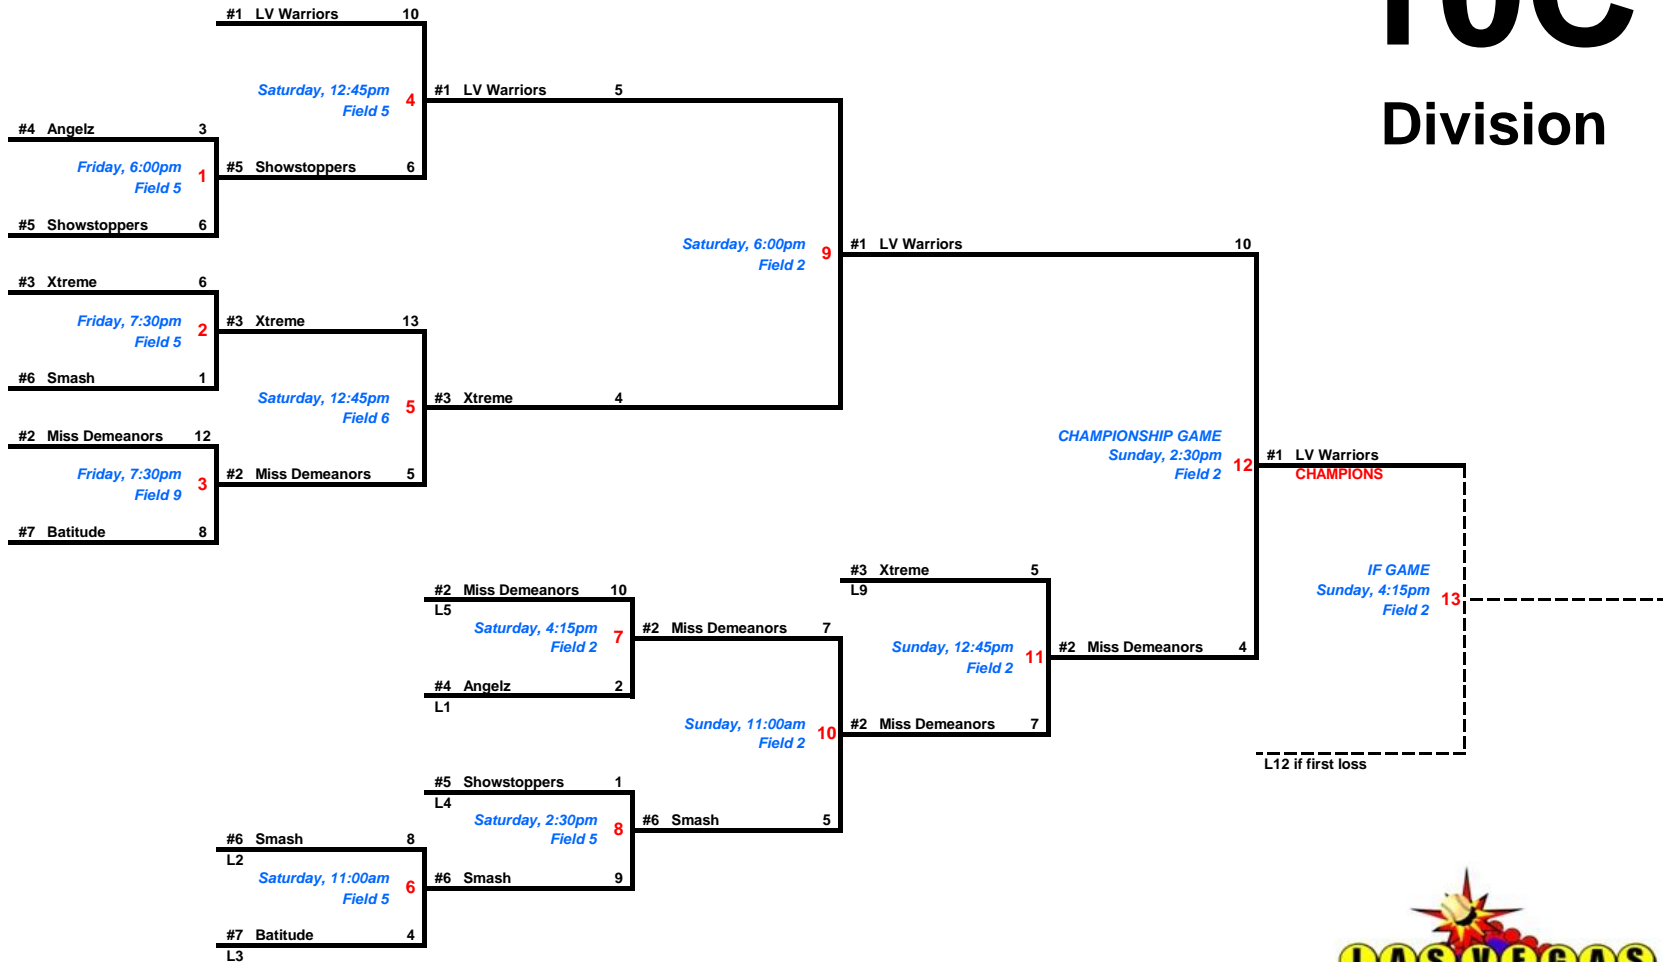 10C
Division
#1 LV Warriors 10
Saturday, 12:45pm
4
Field 5
#1 LV Warriors 5
#4 Angelz 3
Friday, 6:00pm
1
Field 5
#5 Showstoppers 6
#5 Showstoppers 6
Saturday, 6:00pm
9
Field 2
#1 LV Warriors 10
#3 Xtreme 6
Friday, 7:30pm
2
Field 5
#3 Xtreme 13
#6 Smash 1
Saturday, 12:45pm
5
Field 6
#3 Xtreme 4
#2 Miss Demeanors 12
Friday, 7:30pm
3
Field 9
#2 Miss Demeanors 5
#7 Batitude 8
CHAMPIONSHIP GAME
Sunday, 2:30pm
12
Field 2
#1 LV Warriors
CHAMPIONS
#3 Xtreme 5
L9
IF GAME
Sunday, 4:15pm
13
Field 2
#2 Miss Demeanors 10
L5
Saturday, 4:15pm
7
Field 2
#2 Miss Demeanors 7
Sunday, 12:45pm
11
Field 2
#2 Miss Demeanors 4
#4 Angelz 2
L1
Sunday, 11:00am
10
Field 2
#2 Miss Demeanors 7
L12 if first loss
#5 Showstoppers 1
L4
Saturday, 2:30pm
8
Field 5
#6 Smash 5
#6 Smash 8
L2
Saturday, 11:00am
6
Field 5
#6 Smash 9
#7 Batitude 4
L3
LAS VEGAS